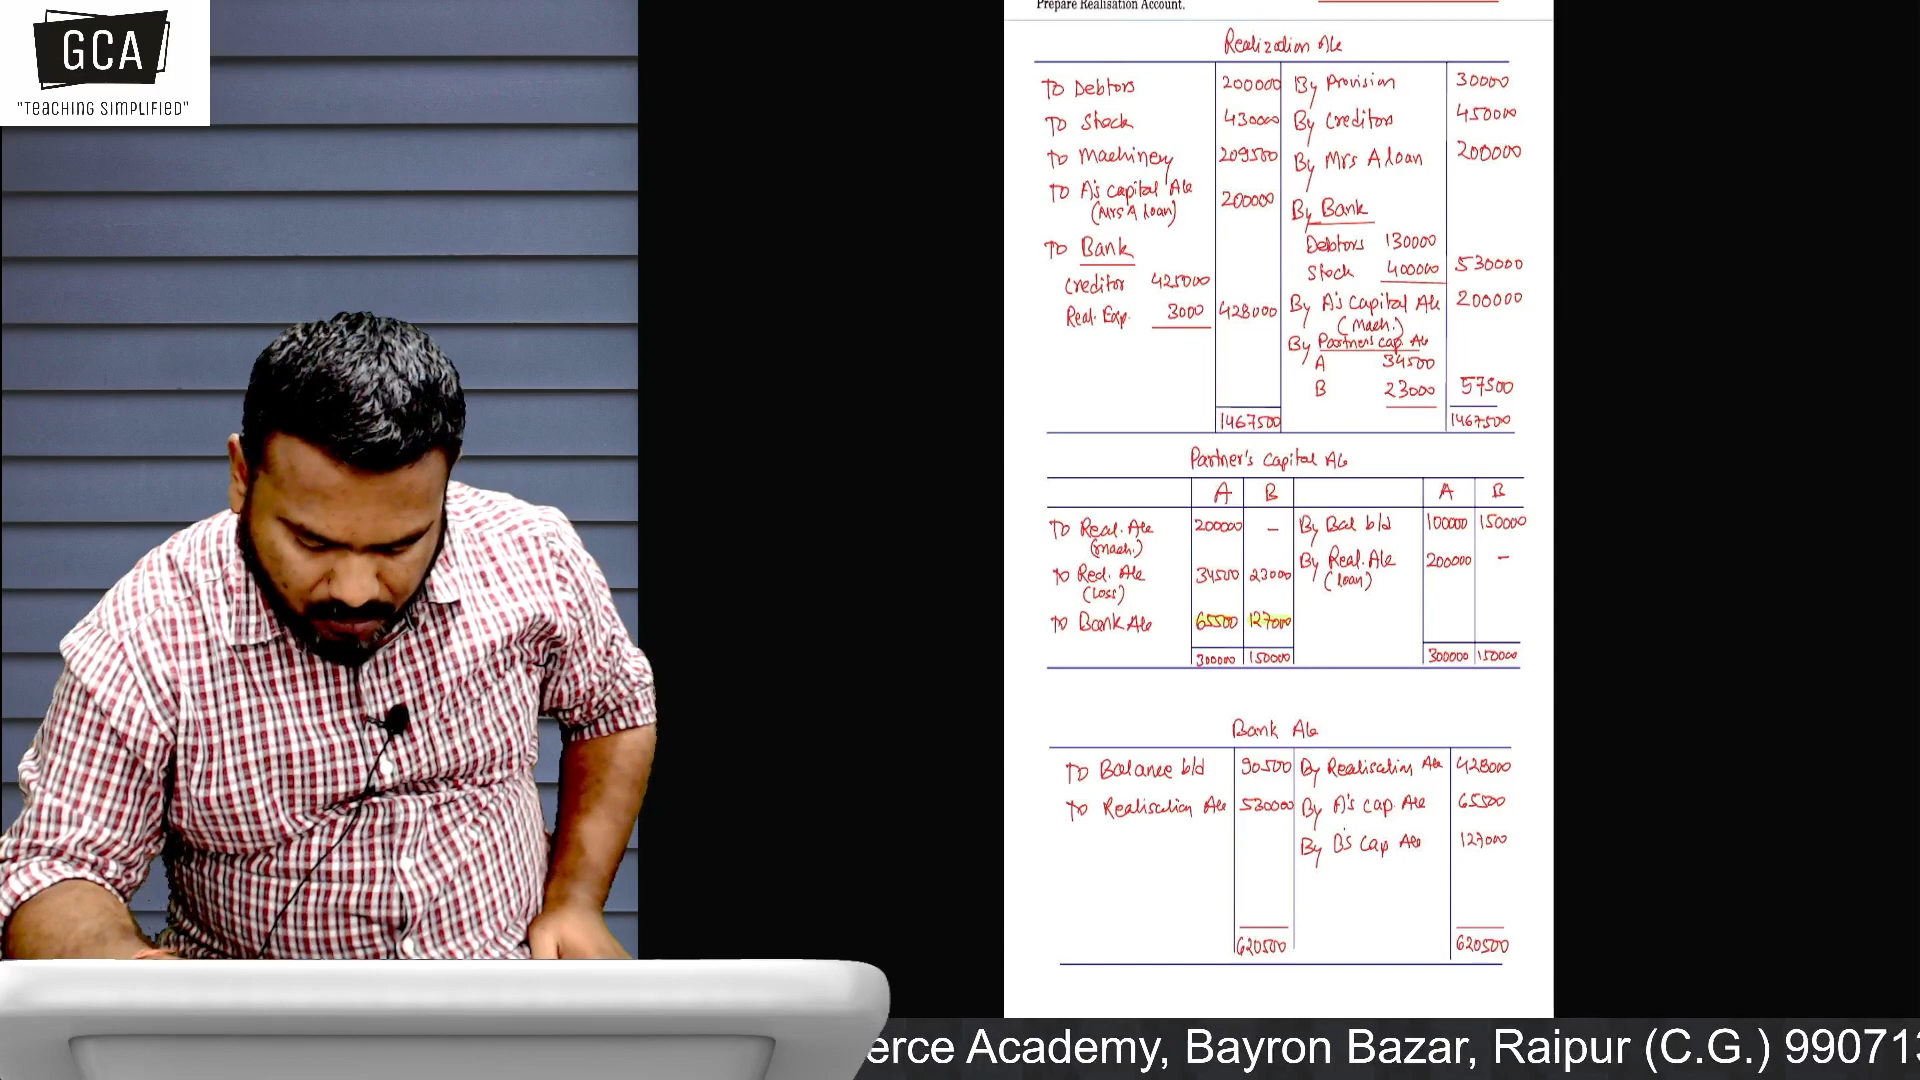 GCA
"TEACHING SIMPLIFIED"
Prepare Realisation Account.
Realization A/c
To Debtors 200000 By Provision 30000
To Stock 430000 By Creditors 450000
To Machinery 209500 By Mrs A loan 200000
To A's Capital A/c 200000 By Bank
(Mrs A loan)
Debtors 130000
To Bank
Stock 400000 530000
Creditor 425000
By A's Capital A/c 200000
Real. Exp. 3000 428000
(Mach.)
By Partners cap. A/c
A 34500
B 23000 57500
1467500 1467500
Partner's Capital A/c
A B A B
To Real. A/c 200000 – By Bal b/d 100000 150000
(Mach.)
By Real. A/c 200000 –
(loan)
To Real. A/c 34500 23000
(Loss)
To Bank A/c 65500 127000
300000 150000 300000 150000
Bank A/c
To Balance b/d 90500 By Realisation A/c 428000
To Realisation A/c 530000 By A's Cap. A/c 65500
By B's Cap A/c 127000
620500 620500
erce Academy, Bayron Bazar, Raipur (C.G.) 990713